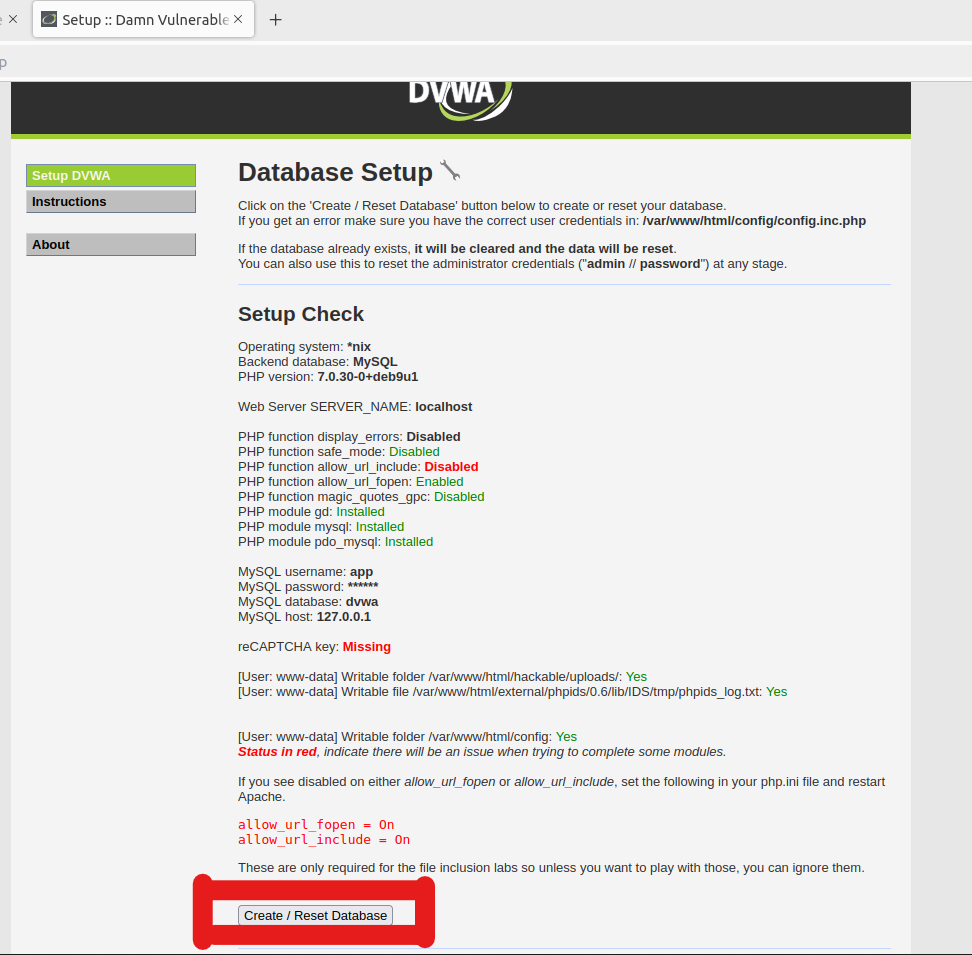 Setup :: Damn Vulnerable
DVWA
Setup DVWA
Instructions
About
Database Setup
Click on the 'Create / Reset Database' button below to create or reset your database.
If you get an error make sure you have the correct user credentials in: /var/www/html/config/config.inc.php
If the database already exists, it will be cleared and the data will be reset.
You can also use this to reset the administrator credentials ("admin // password") at any stage.
Setup Check
Operating system: *nix
Backend database: MySQL
PHP version: 7.0.30-0+deb9u1
Web Server SERVER_NAME: localhost
PHP function display_errors: Disabled
PHP function safe_mode: Disabled
PHP function allow_url_include: Disabled
PHP function allow_url_fopen: Enabled
PHP function magic_quotes_gpc: Disabled
PHP module gd: Installed
PHP module mysql: Installed
PHP module pdo_mysql: Installed
MySQL username: app
MySQL password: ******
MySQL database: dvwa
MySQL host: 127.0.0.1
reCAPTCHA key: Missing
[User: www-data] Writable folder /var/www/html/hackable/uploads/: Yes
[User: www-data] Writable file /var/www/html/external/phpids/0.6/lib/IDS/tmp/phpids_log.txt: Yes
[User: www-data] Writable folder /var/www/html/config: Yes
Status in red, indicate there will be an issue when trying to complete some modules.
If you see disabled on either allow_url_fopen or allow_url_include, set the following in your php.ini file and restart
Apache.
allow_url_fopen = On
allow_url_include = On
These are only required for the file inclusion labs so unless you want to play with those, you can ignore them.
Create / Reset Database